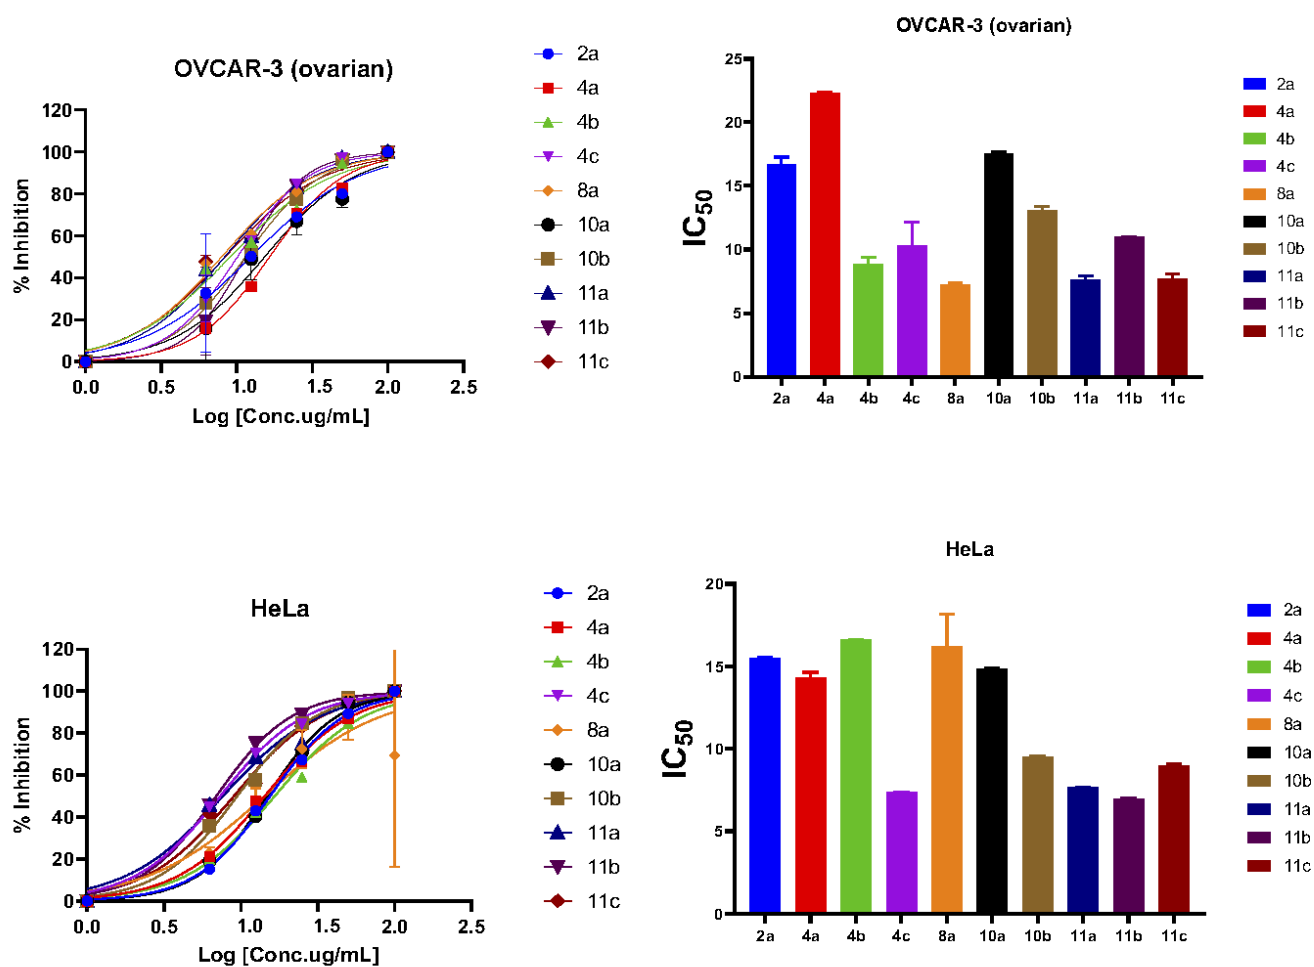 OVCAR-3 (ovarian)
120
100
80
60
40
20
0
% Inhibition
0.0 0.5 1.0 1.5 2.0 2.5
Log [Conc.ug/mL]
2a
4a
4b
4c
8a
10a
10b
11a
11b
11c
OVCAR-3 (ovarian)
25
20
15
10
5
0
IC50
2a 4a 4b 4c 8a 10a 10b 11a 11b 11c
2a
4a
4b
4c
8a
10a
10b
11a
11b
11c
HeLa
120
100
80
60
40
20
0
% Inhibition
0.0 0.5 1.0 1.5 2.0 2.5
Log [Conc.ug/mL]
2a
4a
4b
4c
8a
10a
10b
11a
11b
11c
HeLa
20
15
10
5
0
IC50
2a 4a 4b 4c 8a 10a 10b 11a 11b 11c
2a
4a
4b
4c
8a
10a
10b
11a
11b
11c